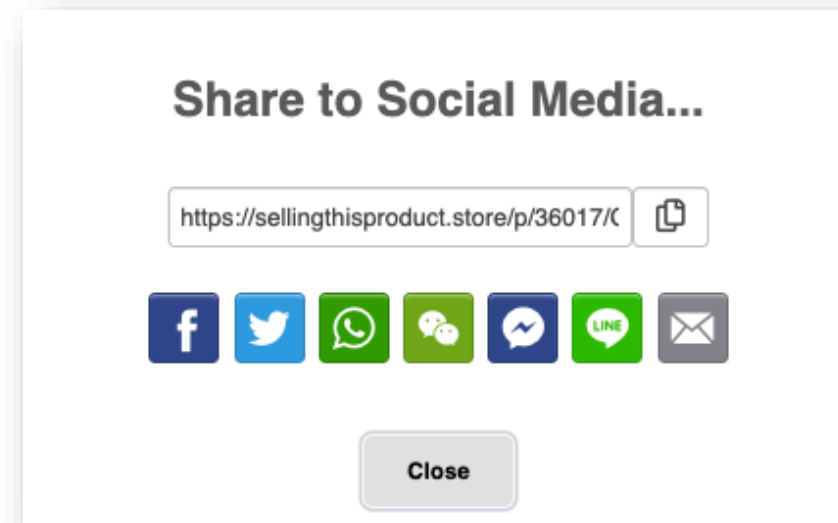 Share to Social Media...
https://sellingthisproduct.store/p/36017/
LINE
Close